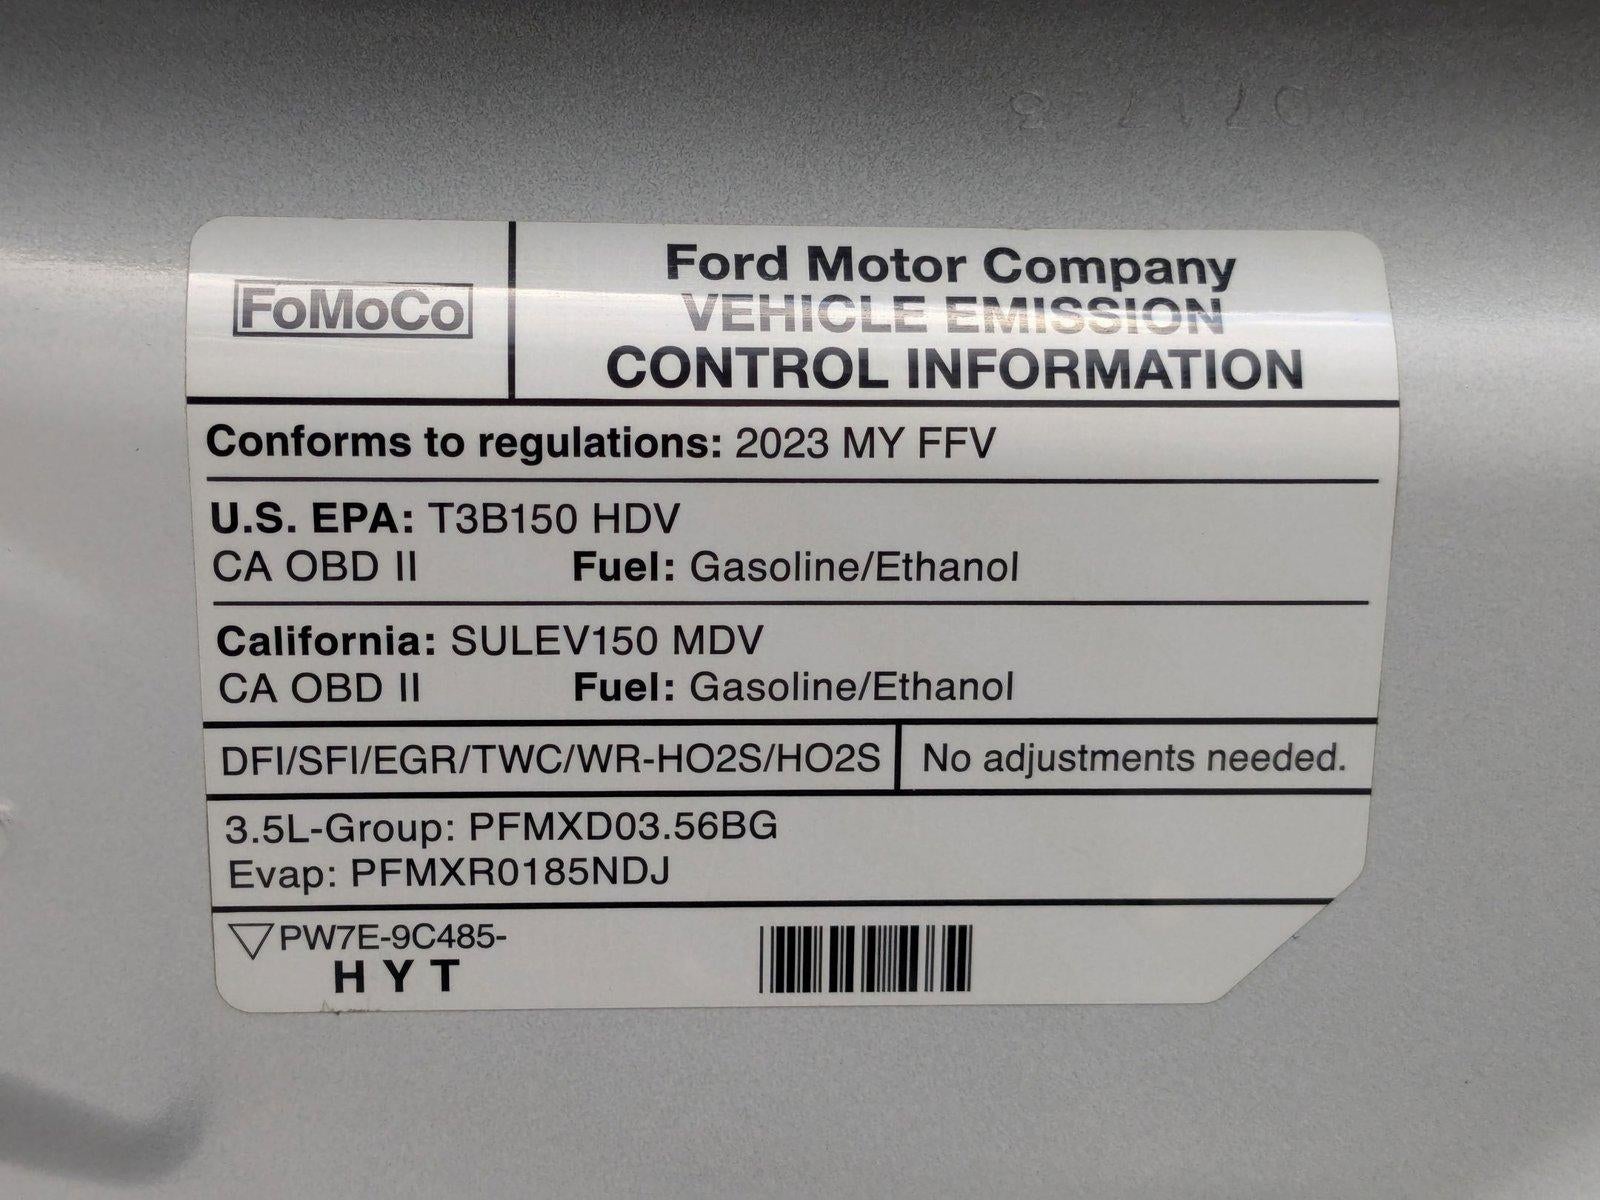 FoMoCo
Ford Motor Company
VEHICLE EMISSION
CONTROL INFORMATION
Conforms to regulations: 2023 MY FFV
U.S. EPA: T3B150 HDV
CA OBD II Fuel: Gasoline/Ethanol
California: SULEV150 MDV
CA OBD II Fuel: Gasoline/Ethanol
DFI/SFI/EGR/TWC/WR-HO2S/HO2S No adjustments needed.
3.5L-Group: PFMXD03.56BG
Evap: PFMXR0185NDJ
PW7E-9C485-
HYT